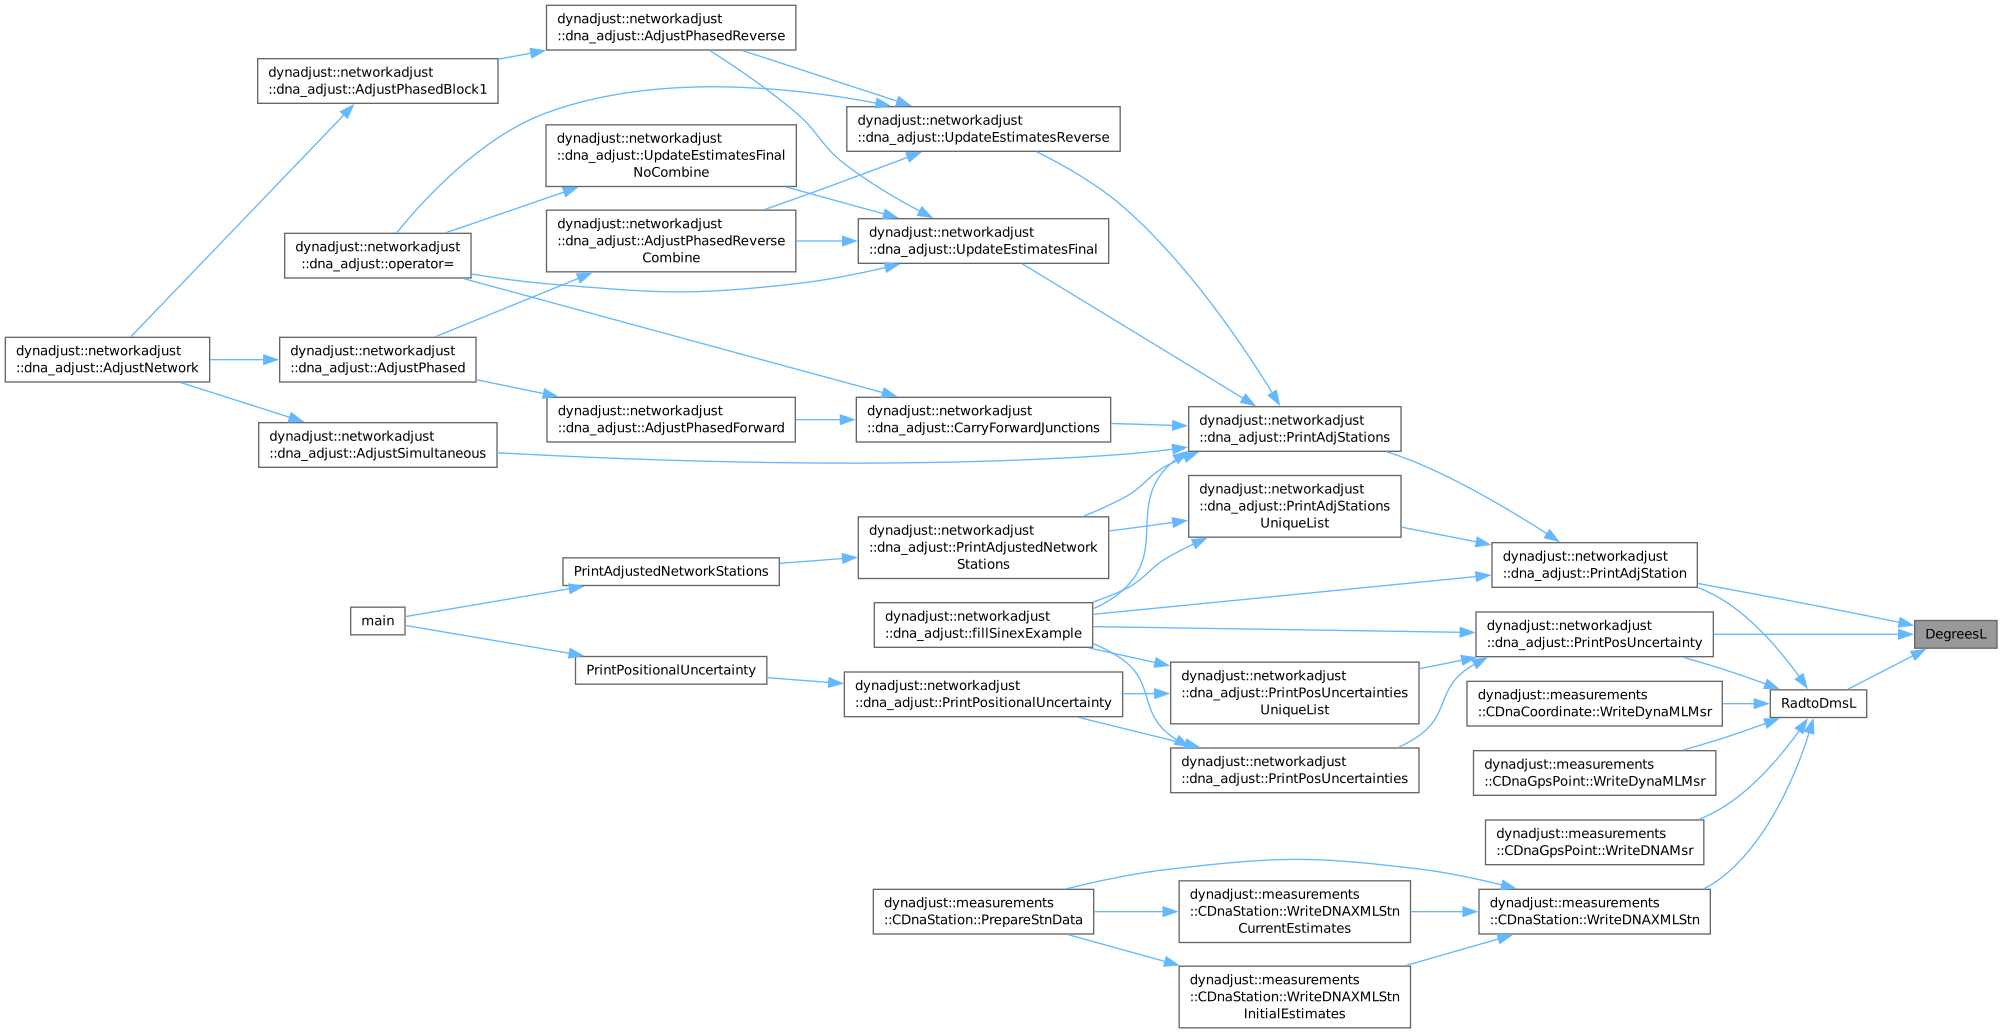 dynadjust::networkadjust
::dna_adjust::AdjustPhasedReverse
dynadjust::networkadjust
::dna_adjust::AdjustPhasedBlock1
dynadjust::networkadjust
::dna_adjust::UpdateEstimatesReverse
dynadjust::networkadjust
::dna_adjust::UpdateEstimatesFinal
NoCombine
dynadjust::networkadjust
::dna_adjust::AdjustPhasedReverse
Combine
dynadjust::networkadjust
::dna_adjust::UpdateEstimatesFinal
dynadjust::networkadjust
::dna_adjust::operator=
dynadjust::networkadjust
::dna_adjust::AdjustNetwork
dynadjust::networkadjust
::dna_adjust::AdjustPhased
dynadjust::networkadjust
::dna_adjust::AdjustPhasedForward
dynadjust::networkadjust
::dna_adjust::CarryForwardJunctions
dynadjust::networkadjust
::dna_adjust::PrintAdjStations
dynadjust::networkadjust
::dna_adjust::AdjustSimultaneous
dynadjust::networkadjust
::dna_adjust::PrintAdjStations
UniqueList
dynadjust::networkadjust
::dna_adjust::PrintAdjustedNetwork
Stations
PrintAdjustedNetworkStations
dynadjust::networkadjust
::dna_adjust::PrintAdjStation
main
dynadjust::networkadjust
::dna_adjust::fillSinexExample
dynadjust::networkadjust
::dna_adjust::PrintPosUncertainty
DegreesL
PrintPositionalUncertainty
dynadjust::networkadjust
::dna_adjust::PrintPositionalUncertainty
dynadjust::networkadjust
::dna_adjust::PrintPosUncertainties
UniqueList
dynadjust::measurements
::CDnaCoordinate::WriteDynaMLMsr
RadtoDmsL
dynadjust::networkadjust
::dna_adjust::PrintPosUncertainties
dynadjust::measurements
::CDnaGpsPoint::WriteDynaMLMsr
dynadjust::measurements
::CDnaGpsPoint::WriteDNAMsr
dynadjust::measurements
::CDnaStation::PrepareStnData
dynadjust::measurements
::CDnaStation::WriteDNAXMLStn
CurrentEstimates
dynadjust::measurements
::CDnaStation::WriteDNAXMLStn
dynadjust::measurements
::CDnaStation::WriteDNAXMLStn
InitialEstimates